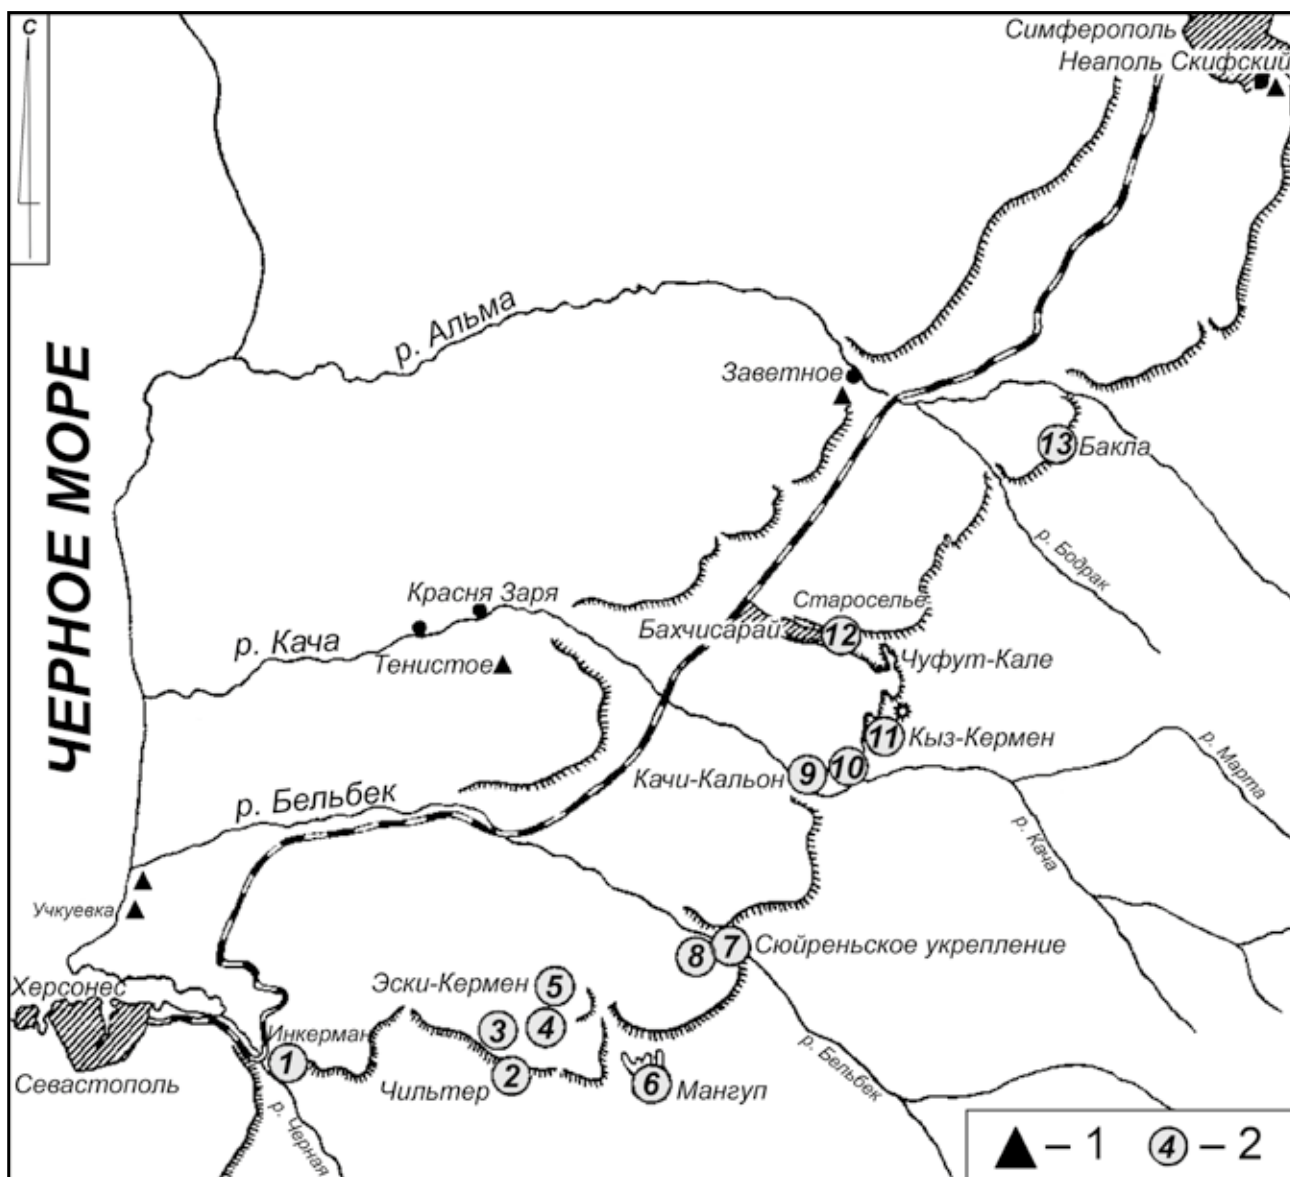 С
Симферополь
Неаполь Скифский
р. Альма
Заветное
13 Бакла
ЧЕРНОЕ МОРЕ
р. Бодрак
Красня Заря
Староселье
р. Кача
Бахчисарай
12
Тенистое
Чуфут-Кале
11 Кыз-Кермен
р. Марта
Качи-Кальон
9
10
р. Бельбек
р. Кача
Учкуевка
8
7
Сюйреньское укрепление
Эски-Кермен
5
Херсонес
3
4
Инкерман
1
Севастополь
Чильтер
2
6
Мангуп
р. Бельбек
р. Черная
▲ – 1 4 – 2